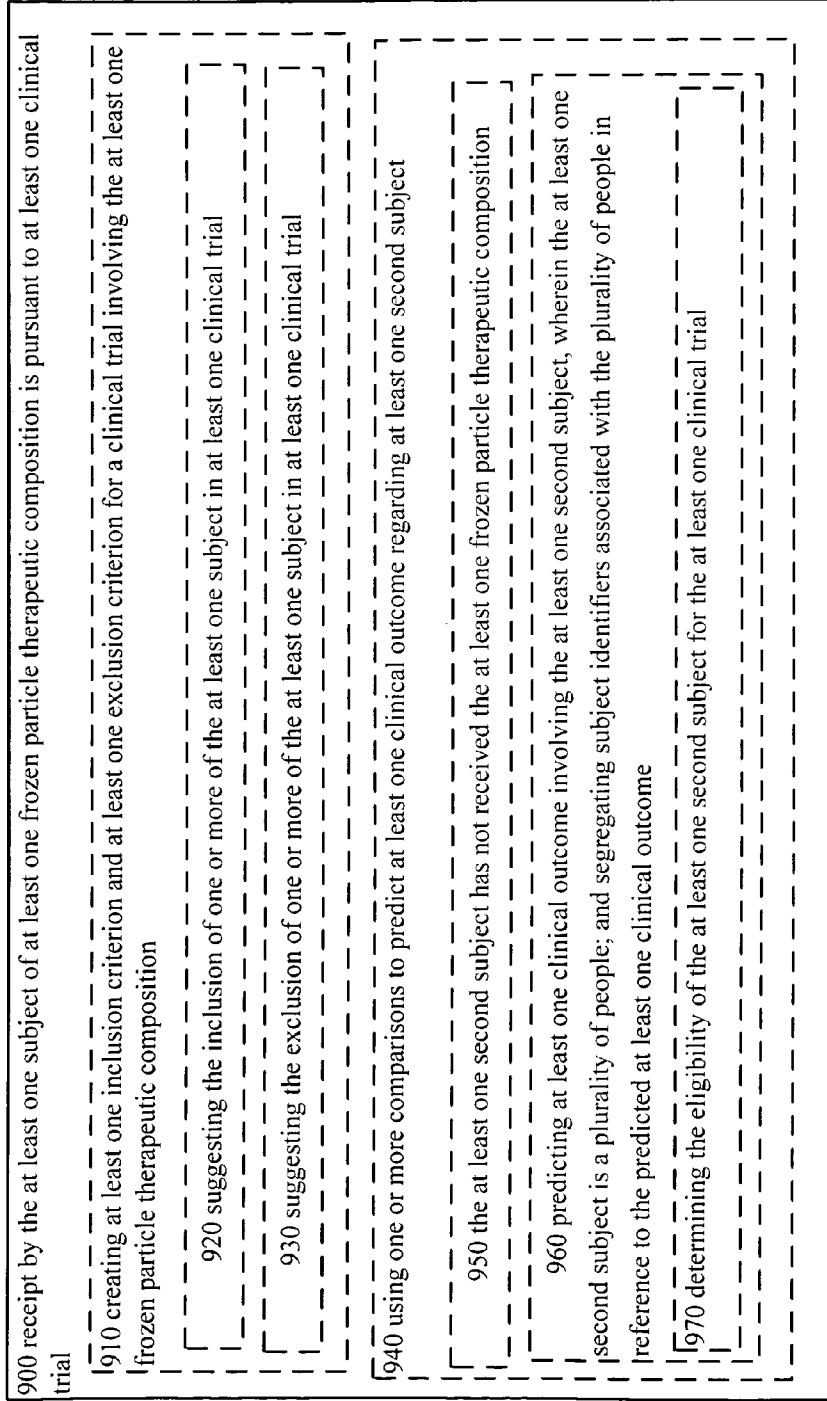 900 receipt by the at least one subject of at least one frozen particle therapeutic composition is pursuant to at least one clinical
trial
910 creating at least one inclusion criterion and at least one exclusion criterion for a clinical trial involving the at least one
frozen particle therapeutic composition
920 suggesting the inclusion of one or more of the at least one subject in at least one clinical trial
930 suggesting the exclusion of one or more of the at least one subject in at least one clinical trial
940 using one or more comparisons to predict at least one clinical outcome regarding at least one second subject
950 the at least one second subject has not received the at least one frozen particle therapeutic composition
960 predicting at least one clinical outcome involving the at least one second subject, wherein the at least one
second subject is a plurality of people; and segregating subject identifiers associated with the plurality of people in
reference to the predicted at least one clinical outcome
970 determining the eligibility of the at least one second subject for the at least one clinical trial